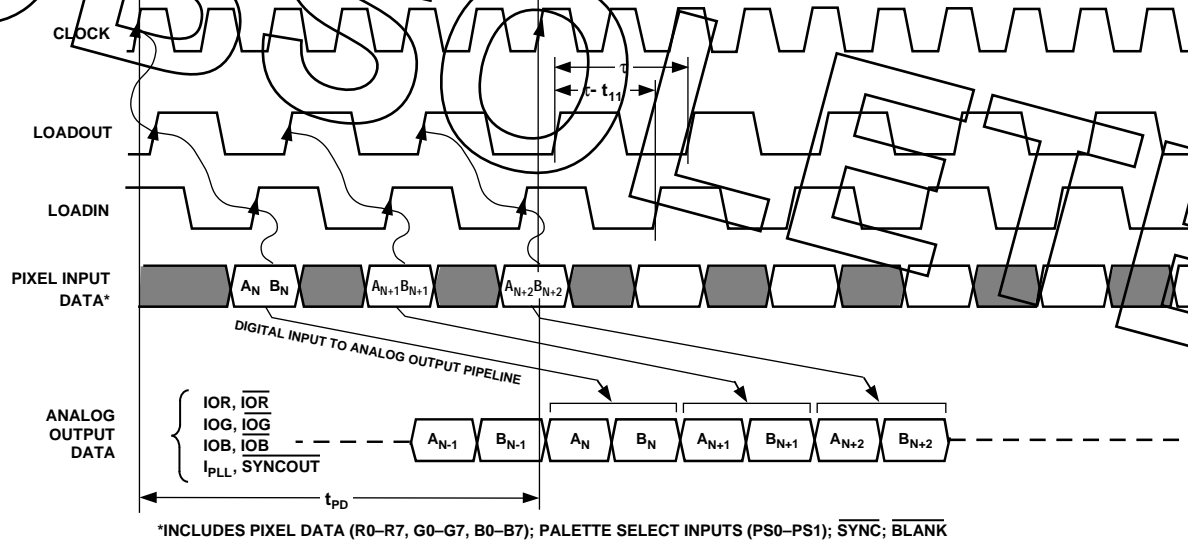 CLOCK
τ
τ- t11
LOADOUT
LOADIN
PIXEL INPUT
DATA*
AN BN
AN+1BN+1
AN+2BN+2
DIGITAL INPUT TO ANALOG OUTPUT PIPELINE
ANALOG
OUTPUT
DATA
IOR, IOR
IOG, IOG
IOB, IOB
IPLL, SYNCOUT
AN-1
BN-1
AN
BN
AN+1
BN+1
AN+2
BN+2
tPD
*INCLUDES PIXEL DATA (R0–R7, G0–G7, B0–B7); PALETTE SELECT INPUTS (PS0–PS1); SYNC; BLANK